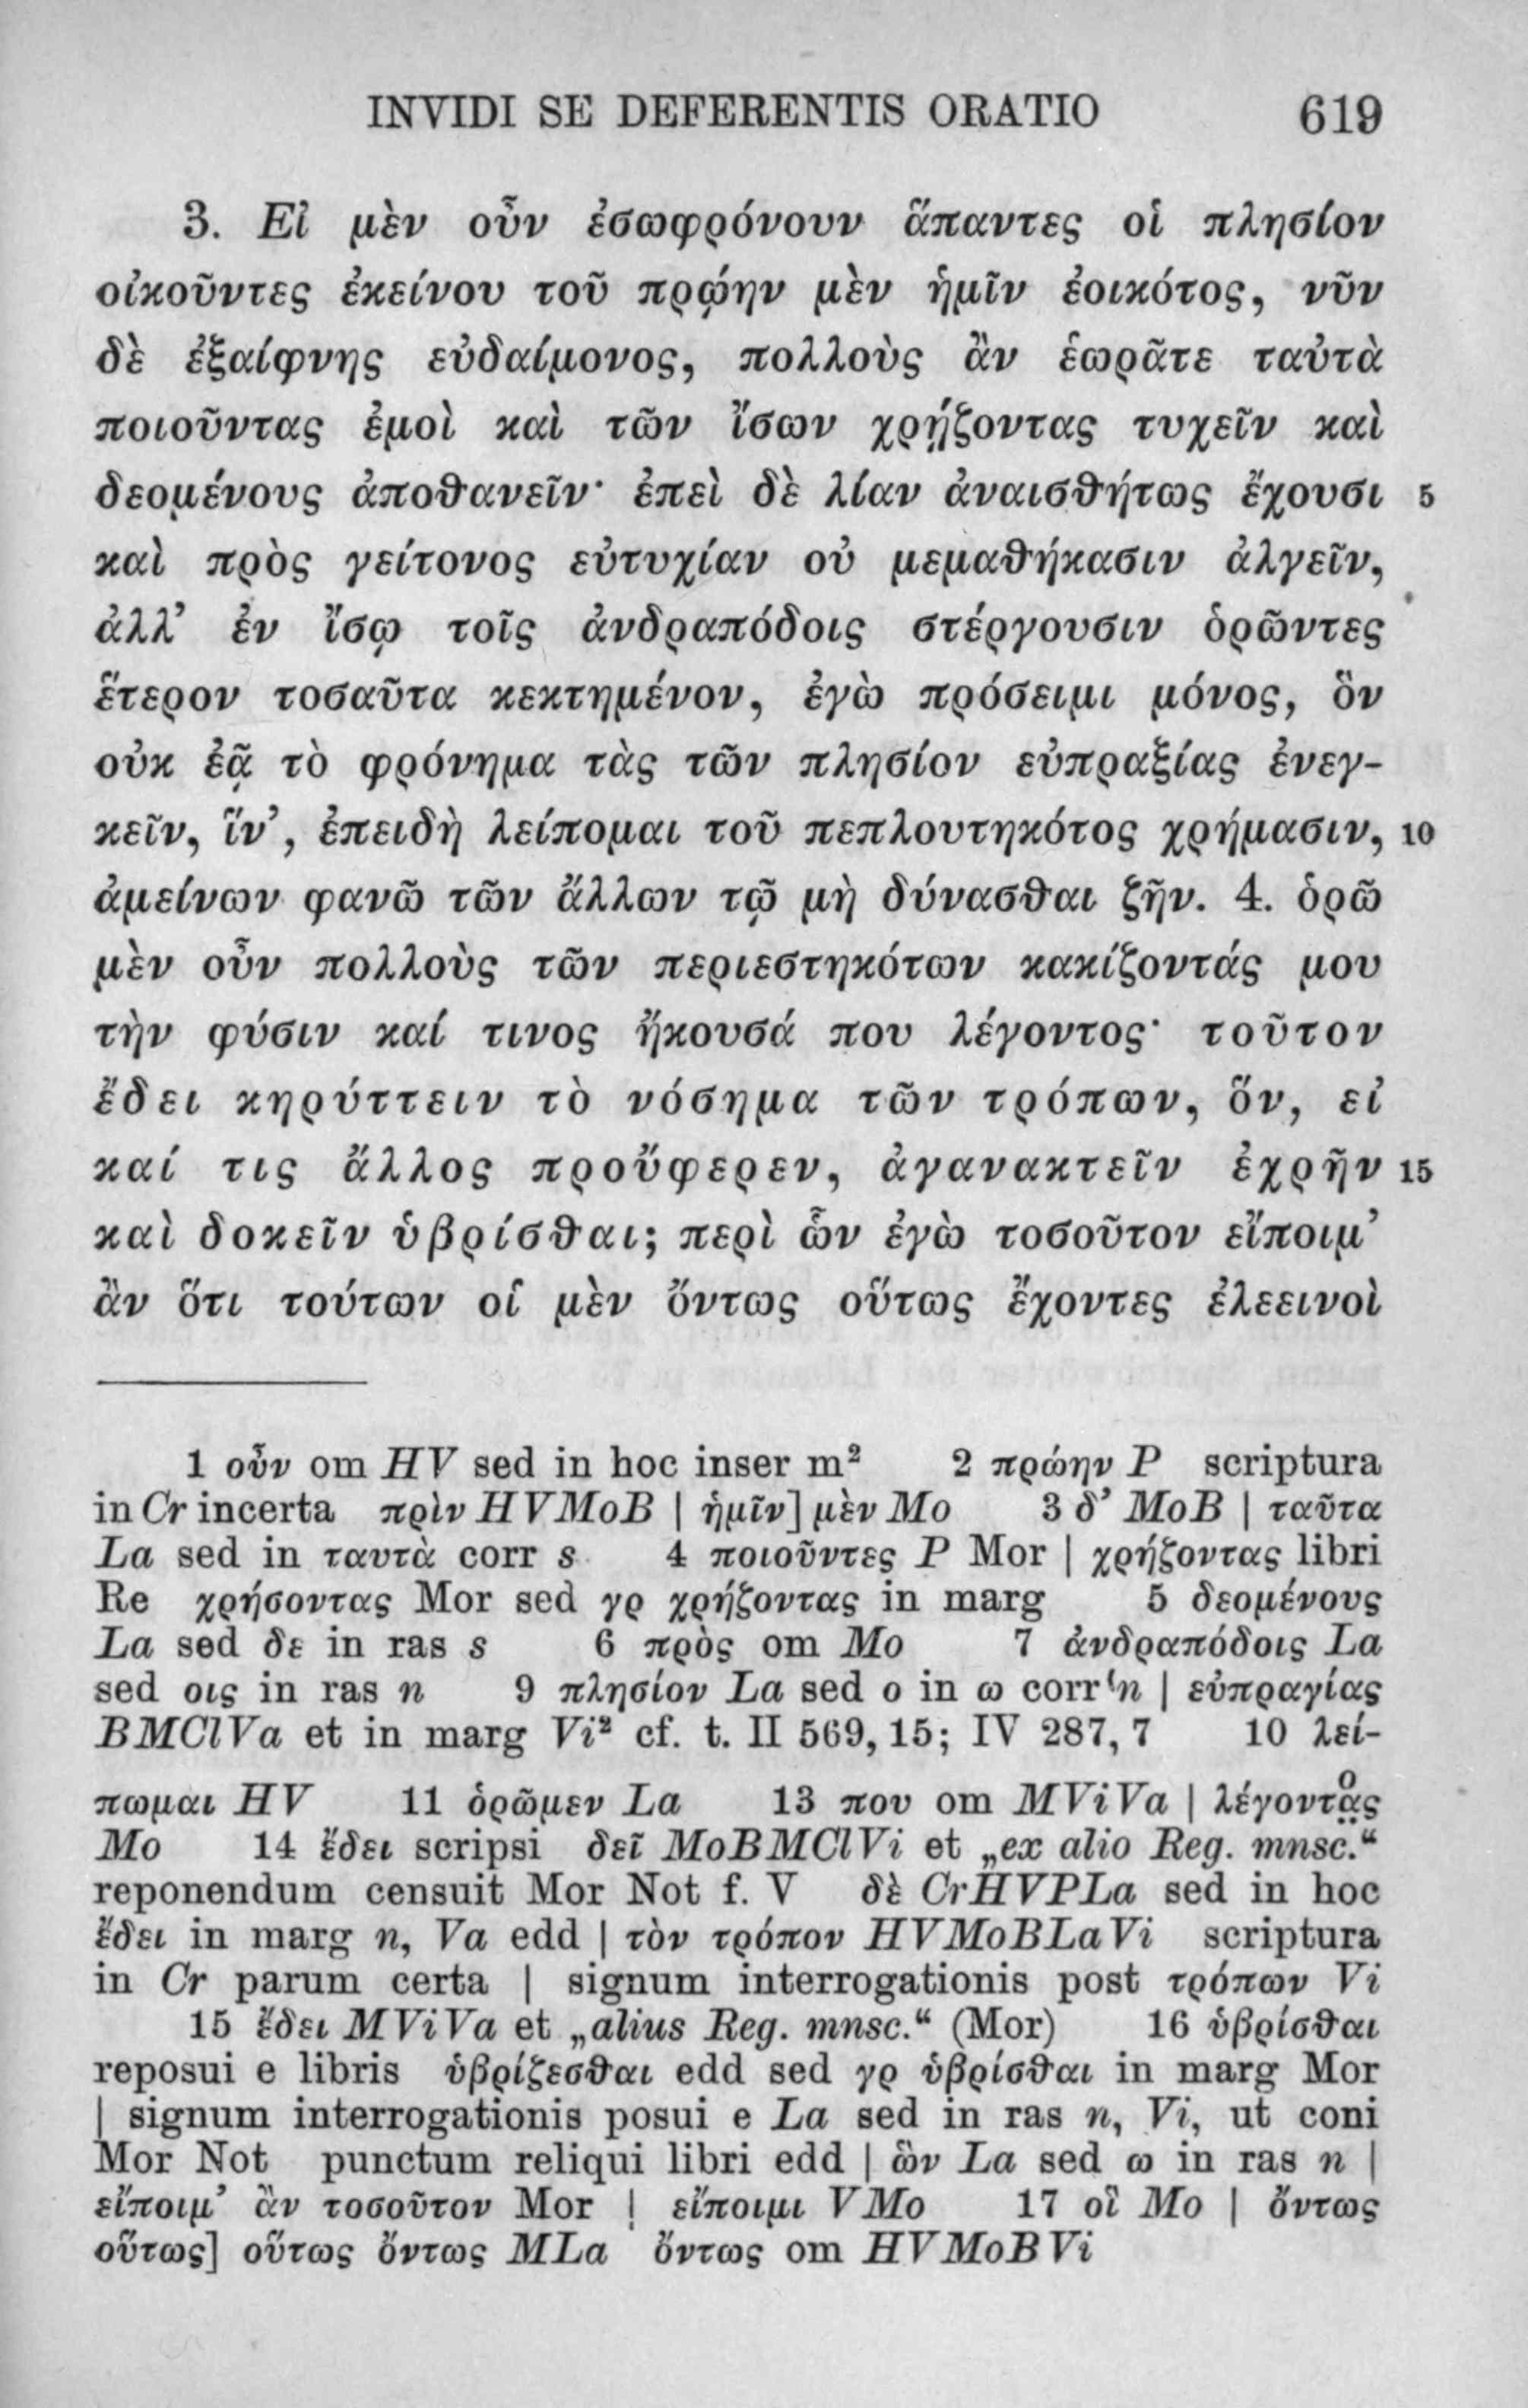 INVIDI SE DEFERENTIS ORATIO 619
3. Εἰ μὲν οὖν ἐσωφρόνουν ἅπαντες οἱ πλησίον
οἰκοῦντες ἐκείνου τοῦ πρῴην μὲν ἡμῖν ἐοικότος, νῦν
δὲ ἐξαίφνης εὐδαίμονος, πολλοὺς ἂν ἑωρᾶτε ταὐτὰ
ποιοῦντας ἐμοὶ καὶ τῶν ἴσων χρῄζοντας τυχεῖν καὶ
δεομένους ἀποθανεῖν· ἐπεὶ δὲ λίαν ἀναισθήτως ἔχουσι 5
καὶ πρὸς γείτονος εὐτυχίαν οὐ μεμαθήκασιν ἀλγεῖν,
ἀλλ’ ἐν ἴσῳ τοῖς ἀνδραπόδοις στέργουσιν ὁρῶντες
ἕτερον τοσαῦτα κεκτημένον, ἐγὼ πρόσειμι μόνος, ὃν
οὐκ ἐᾷ τὸ φρόνημα τὰς τῶν πλησίον εὐπραξίας ἐνεγ-
κεῖν, ἵν’, ἐπειδὴ λείπομαι τοῦ πεπλουτηκότος χρήμασιν, 10
ἀμείνων φανῶ τῶν ἄλλων τῷ μὴ δύνασθαι ζῆν. 4. ὁρῶ
μὲν οὖν πολλοὺς τῶν περιεστηκότων κακίζοντάς μου
τὴν φύσιν καί τινος ἤκουσά που λέγοντος· τοῦτον
ἔδει κηρύττειν τὸ νόσημα τῶν τρόπων, ὅν, εἰ
καί τις ἄλλος προὔφερεν, ἀγανακτεῖν ἐχρῆν 15
καὶ δοκεῖν ὑβρίσθαι; περὶ ὧν ἐγὼ τοσοῦτον εἴποιμ’
ἂν ὅτι τούτων οἱ μὲν ὄντως οὕτως ἔχοντες ἐλεεινοὶ
1 οὖν om HV sed in hoc inser m² 2 πρώην P scriptura
in Cr incerta πρὶν HVMoB | ἡμῖν] μὲν Mo 3 δ’ MoB | ταῦτα
La sed in ταυτὰ corr s 4 ποιοῦντες P Mor | χρήζοντας libri
Re χρήσοντας Mor sed γρ χρήζοντας in marg 5 δεομένους
La sed δε in ras s 6 πρὸς om Mo 7 ἀνδραπόδοις La
sed οις in ras n 9 πλησίον La sed ο in ω corr n | εὐπραγίας
BMClVa et in marg Vi² cf. t. II 569, 15; IV 287, 7 10 λεί-
πωμαι HV 11 ὁρῶμεν La 13 που om MViVa | λέγοντας
Mo 14 ἔδει scripsi δεῖ MoBMClVi et „ex alio Reg. mnsc.“
reponendum censuit Mor Not f. V δὲ CrHVPLa sed in hoc
ἔδει in marg n, Va edd | τὸν τρόπον HVMoBLaVi scriptura
in Cr parum certa | signum interrogationis post τρόπων Vi
15 ἔδει MViVa et „alius Reg. mnsc.“ (Mor) 16 ὑβρίσθαι
reposui e libris ὑβρίζεσθαι edd sed γρ ὑβρίσθαι in marg Mor
| signum interrogationis posui e La sed in ras n, Vi, ut coni
Mor Not punctum reliqui libri edd | ὢν La sed ω in ras n |
εἴποιμ’ ἂν τοσοῦτον Mor | εἴποιμι VMo 17 οἳ Mo | ὄντως
οὕτως] οὕτως ὄντως MLa ὄντως om HVMoBVi